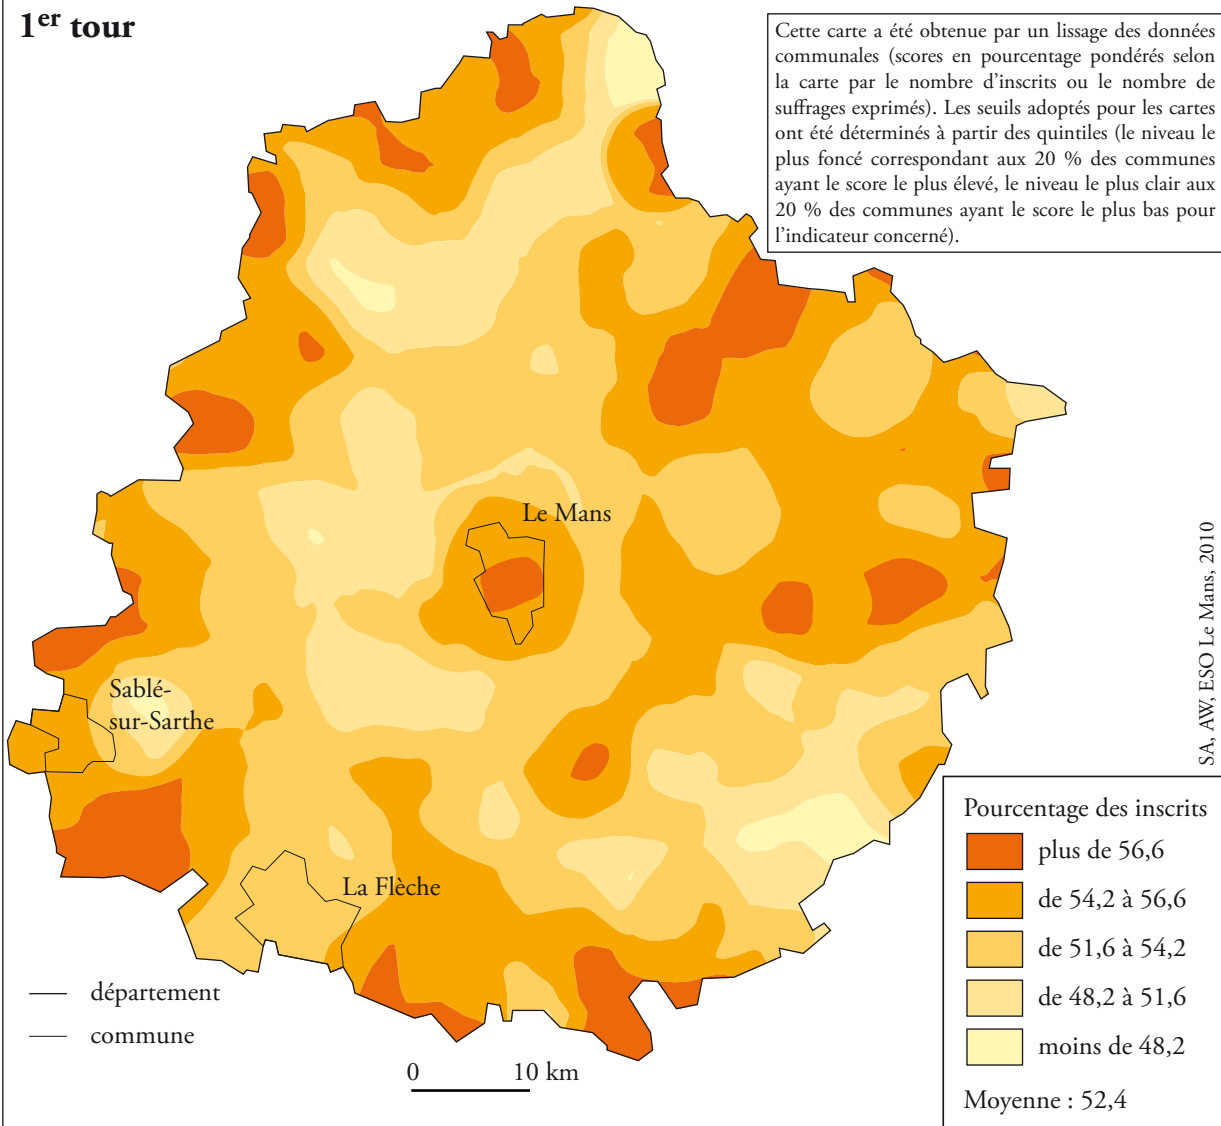 1er tour
Cette carte a été obtenue par un lissage des données
communales (scores en pourcentage pondérés selon
la carte par le nombre d'inscrits ou le nombre de
suffrages exprimés). Les seuils adoptés pour les cartes
ont été déterminés à partir des quintiles (le niveau le
plus foncé correspondant aux 20 % des communes
ayant le score le plus élevé, le niveau le plus clair aux
20 % des communes ayant le score le plus bas pour
l'indicateur concerné).
Le Mans
Sablé-
sur-Sarthe
La Flèche
département
commune
0 10 km
SA, AW, ESO Le Mans, 2010
Pourcentage des inscrits
plus de 56,6
de 54,2 à 56,6
de 51,6 à 54,2
de 48,2 à 51,6
moins de 48,2
Moyenne : 52,4